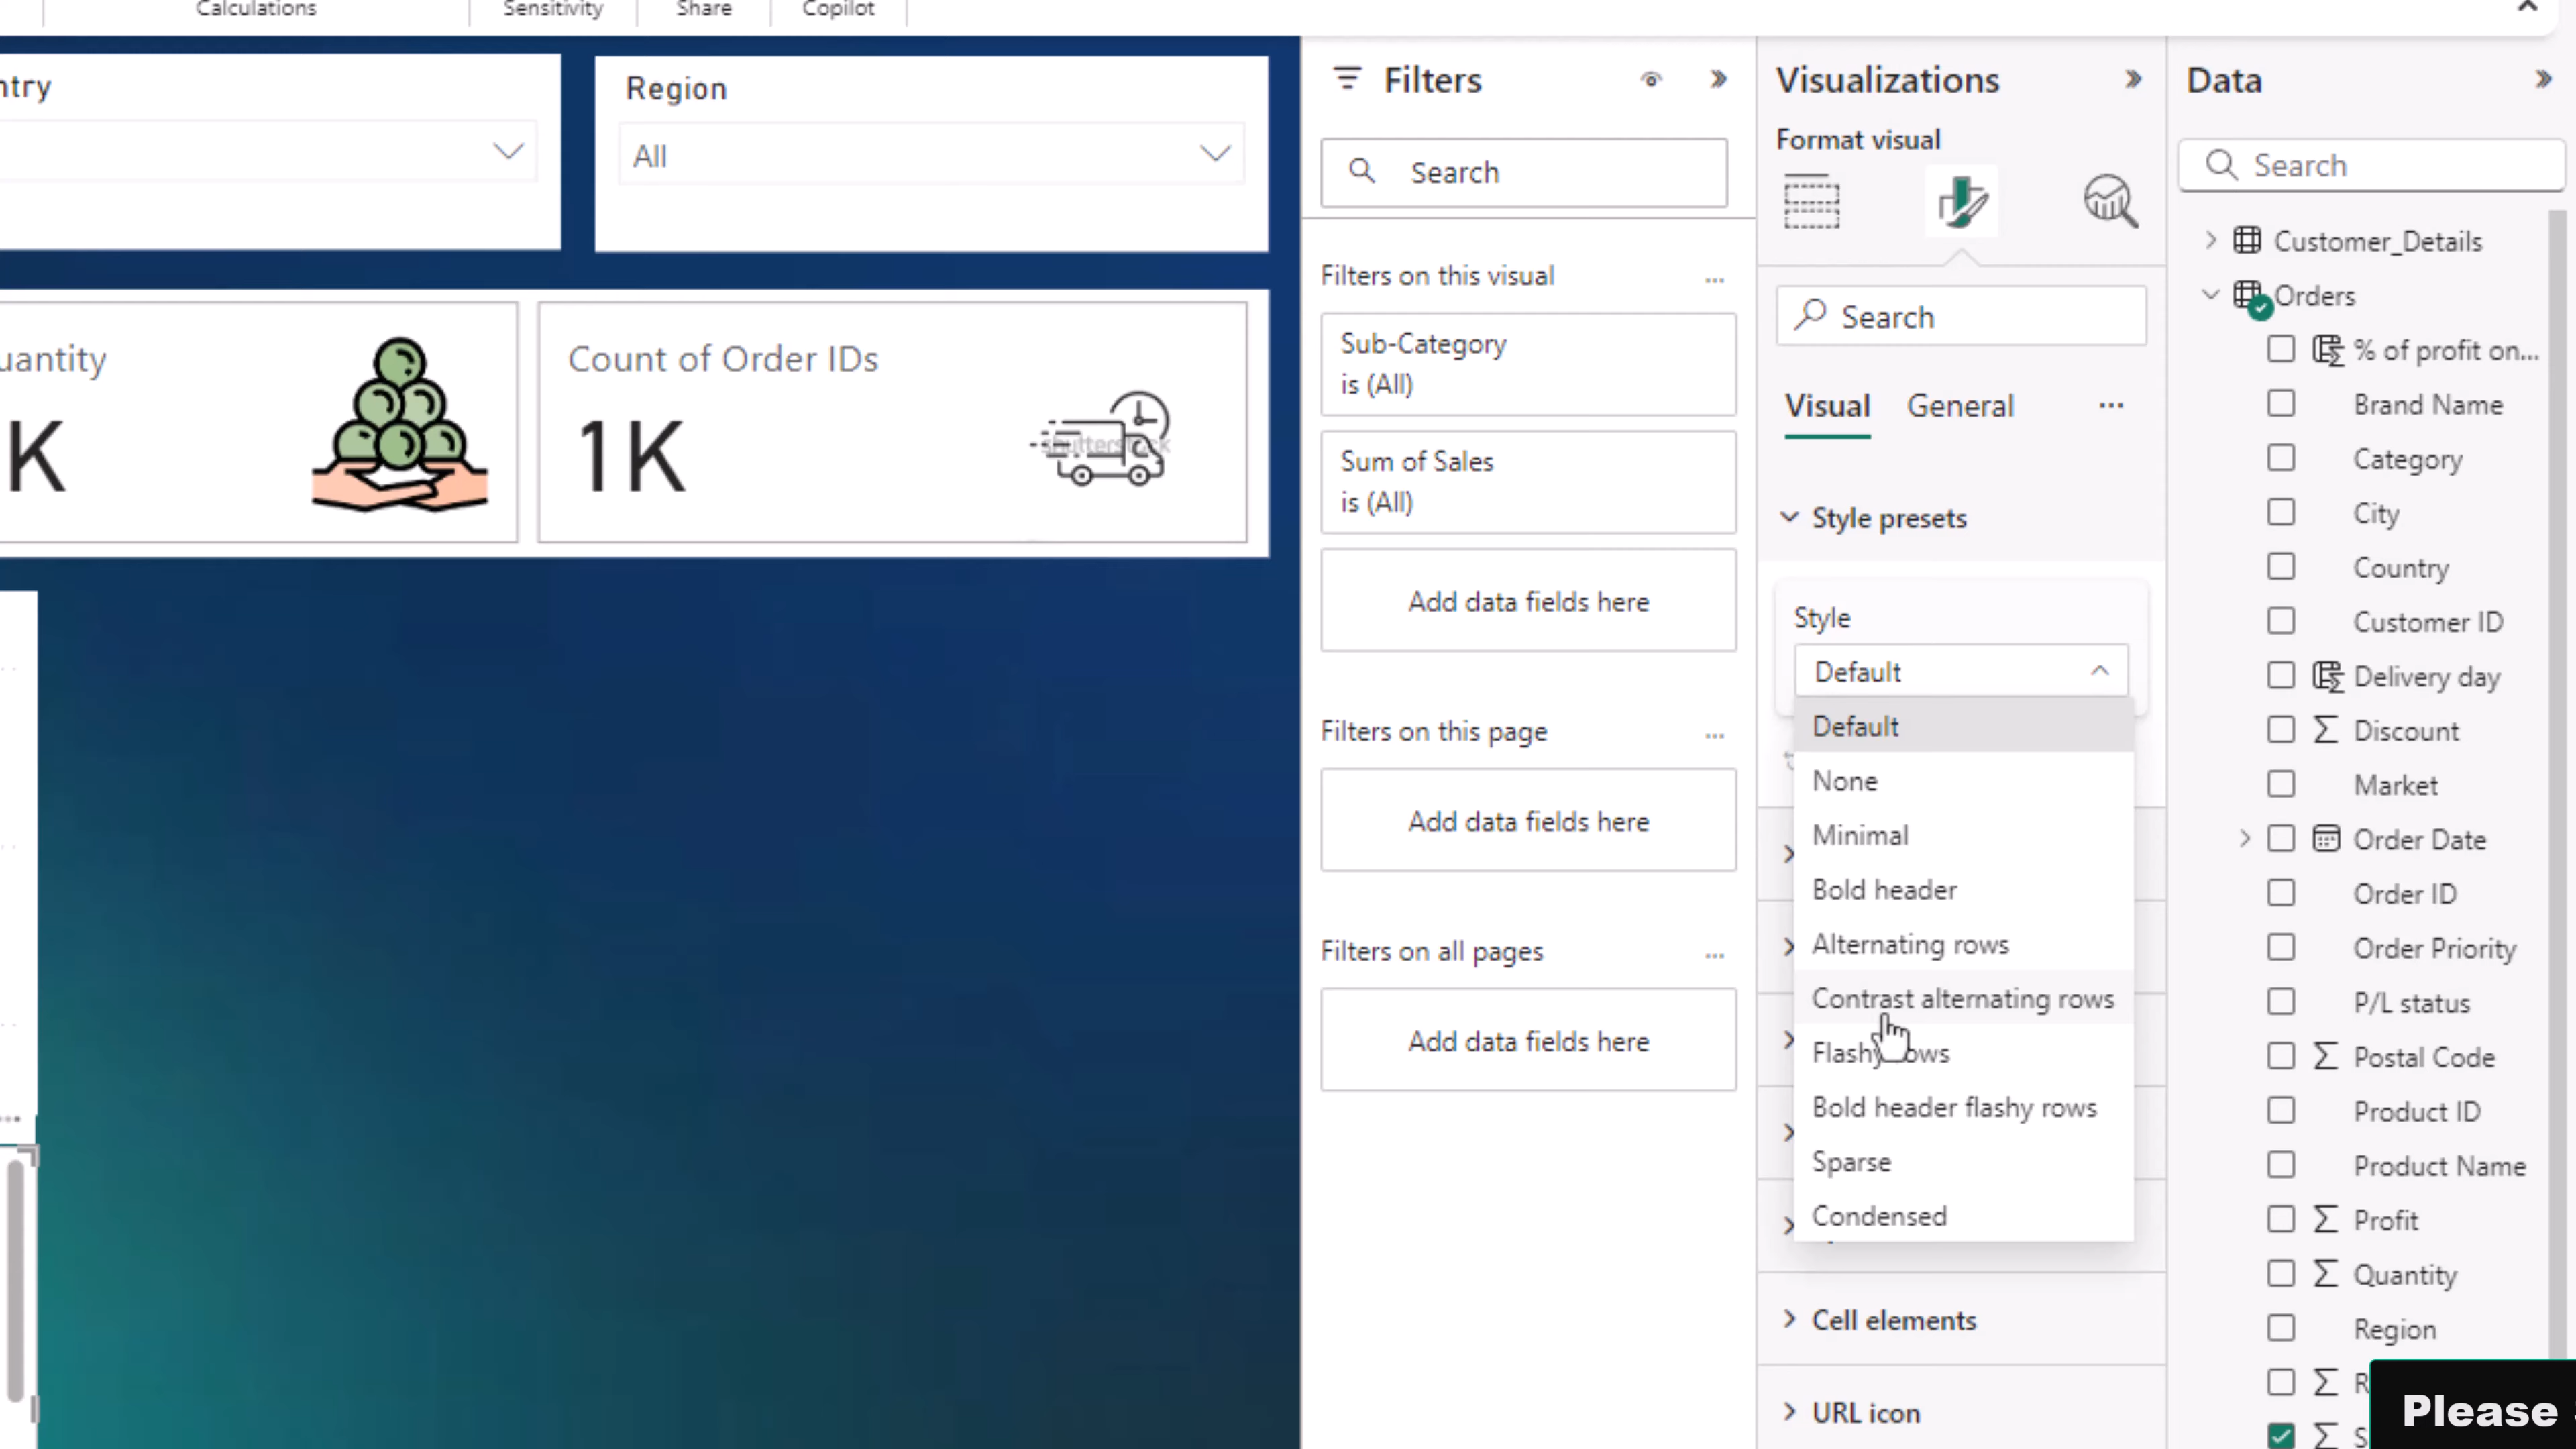 Calculations
Sensitivity
Share
Copilot
ntry
Region
All
uantity
K
Count of Order IDs
1K
shutterstock
Filters
Search
Filters on this visual
...
Sub-Category
is (All)
Sum of Sales
is (All)
Add data fields here
Filters on this page
...
Add data fields here
Filters on all pages
...
Add data fields here
Visualizations
Format visual
Search
Visual
General
...
Style presets
Style
Default
Default
None
Minimal
Bold header
Alternating rows
Contrast alternating rows
Flashy rows
Bold header flashy rows
Sparse
Condensed
Cell elements
URL icon
Data
Search
Customer_Details
Orders
% of profit on...
Brand Name
Category
City
Country
Customer ID
Delivery day
Discount
Market
Order Date
Order ID
Order Priority
P/L status
Postal Code
Product ID
Product Name
Profit
Quantity
Region
R
S
Please